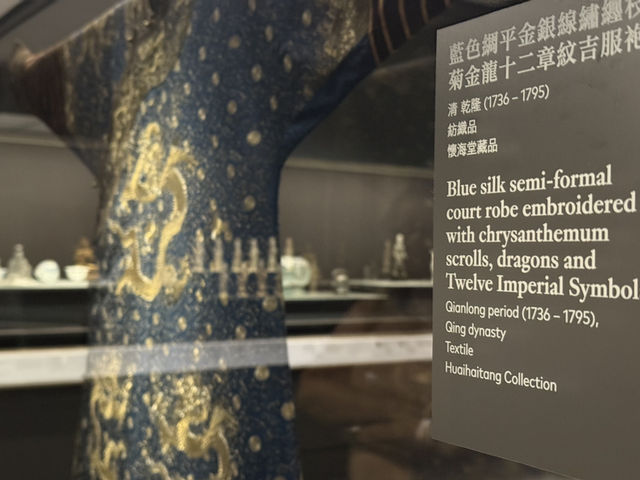 藍色綢平金銀線繡纏枝
菊金龍十二章紋吉服袍
清 乾隆 (1736 – 1795)
紡織品
懷海堂藏品
Blue silk semi-formal
court robe embroidered
with chrysanthemum
scrolls, dragons and
Twelve Imperial Symbols
Qianlong period (1736 – 1795),
Qing dynasty
Textile
Huaihaitang Collection